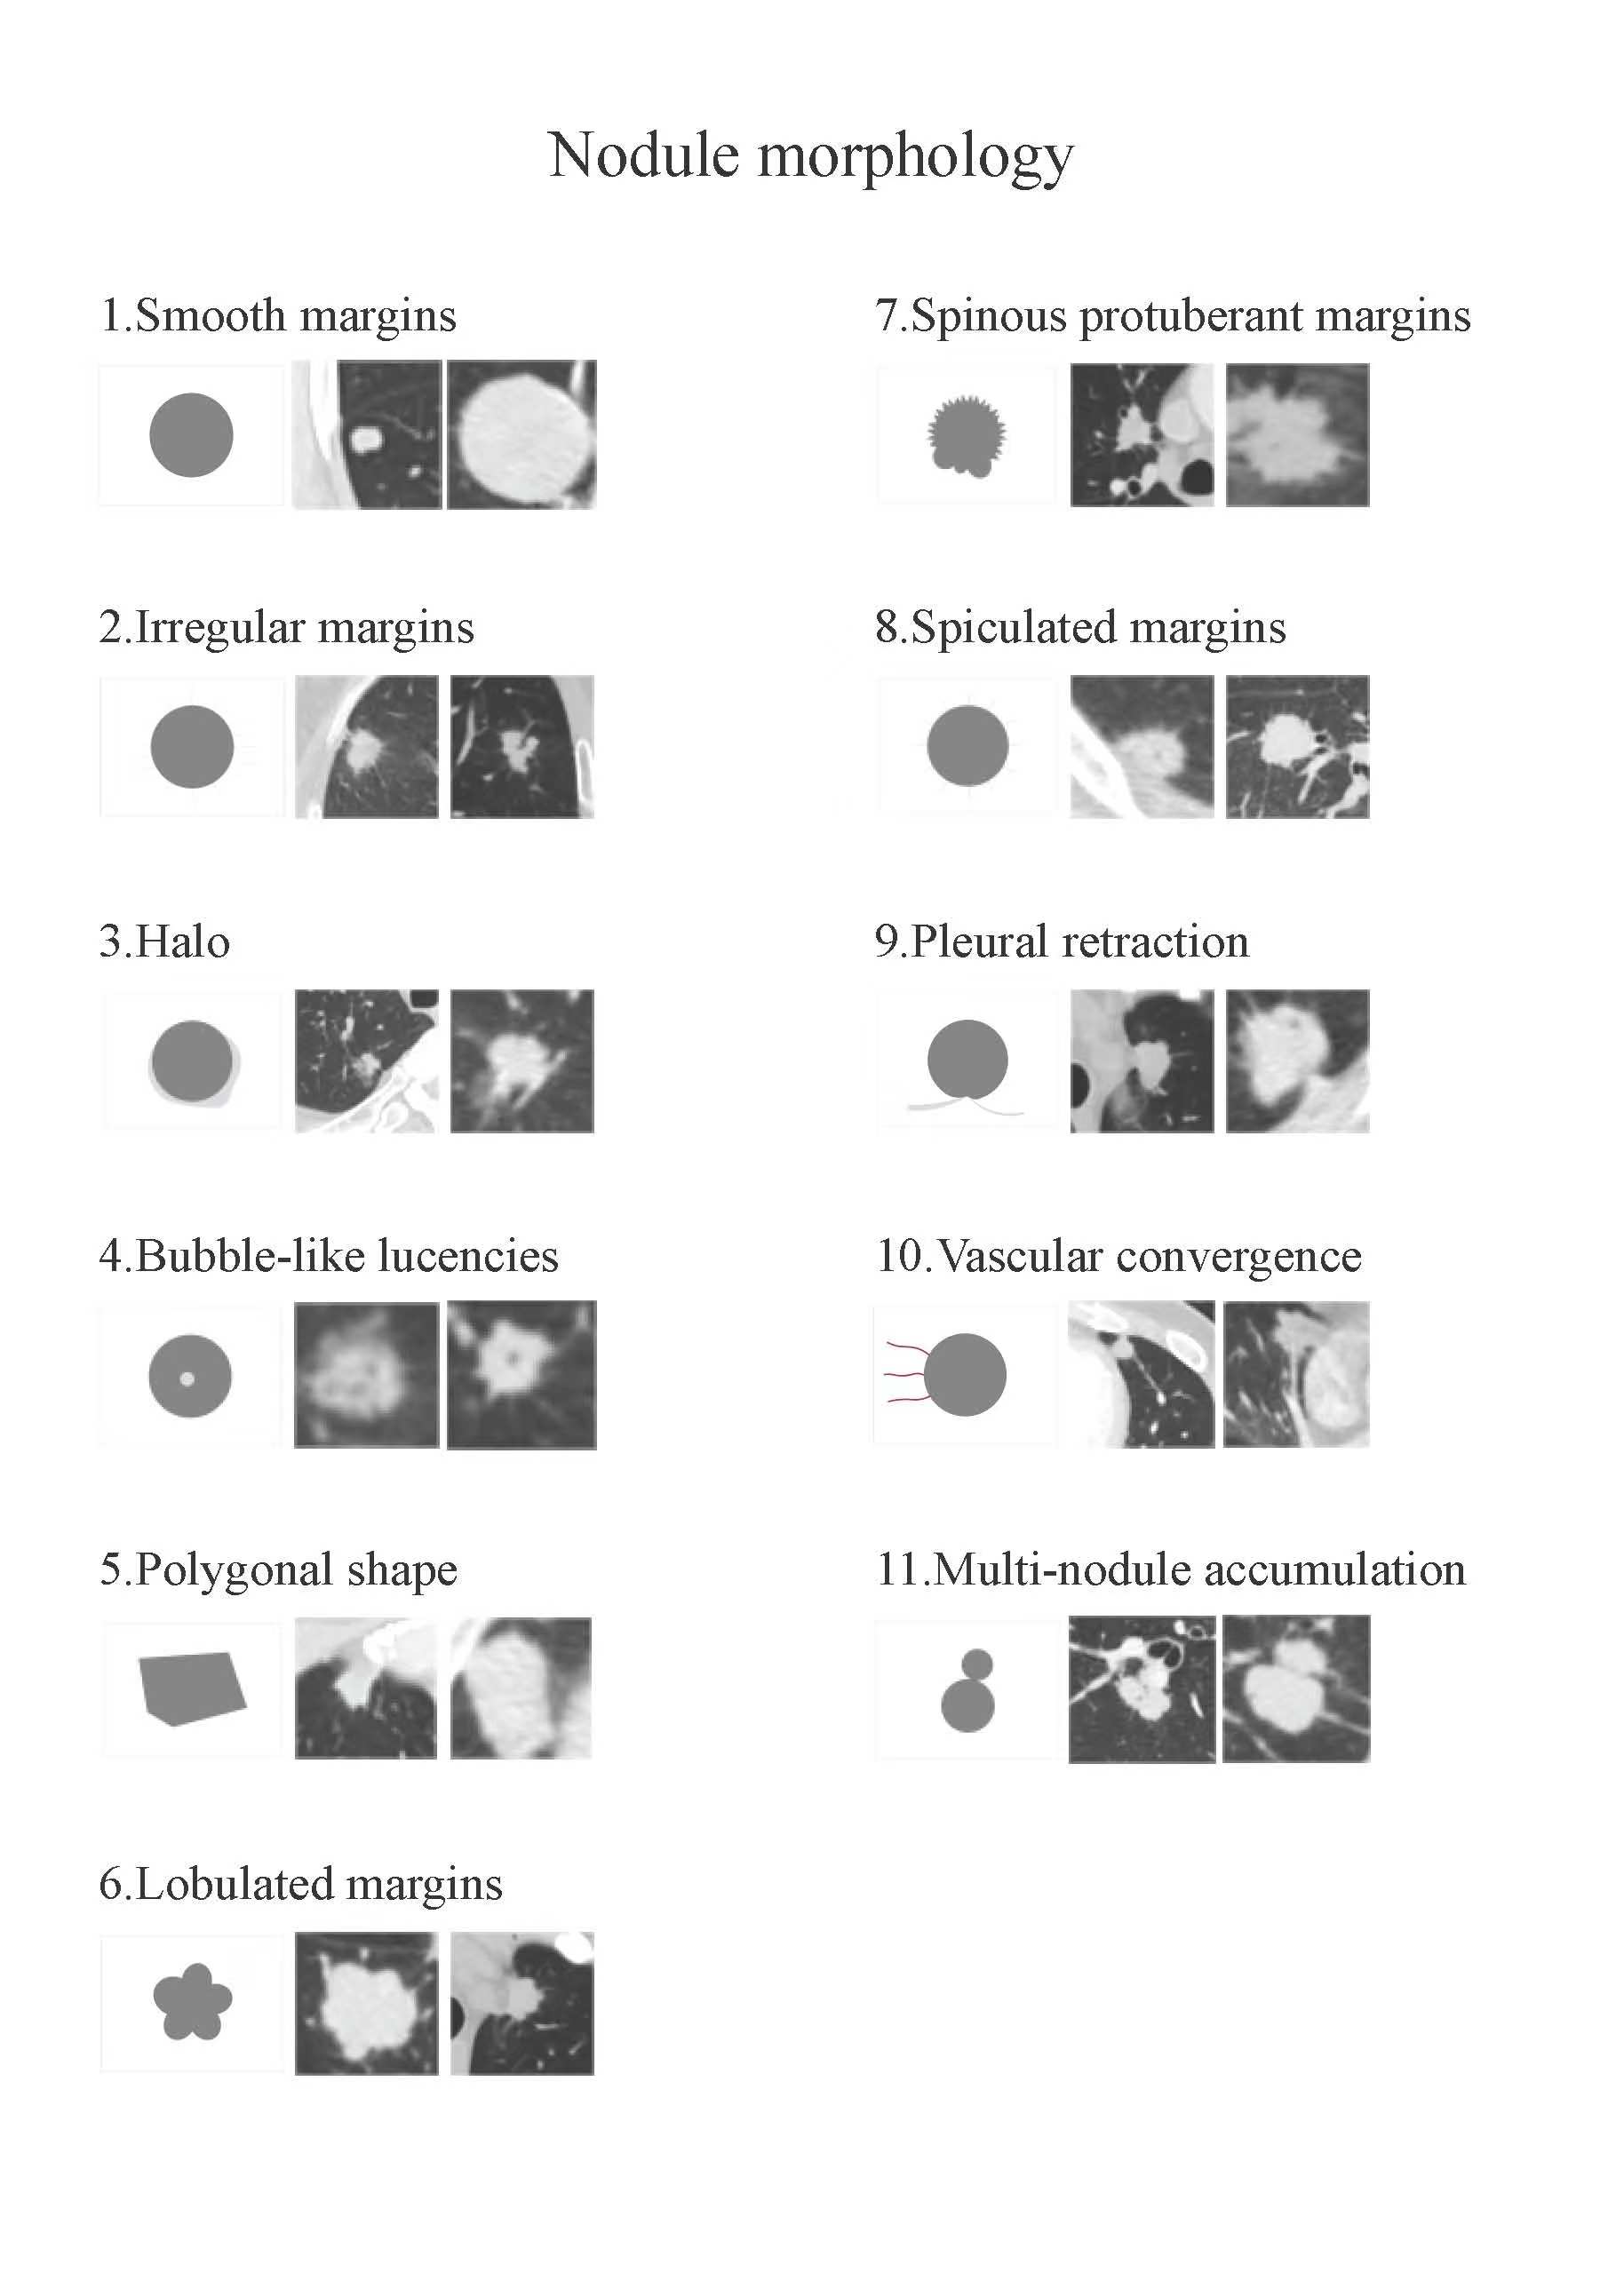 Nodule morphology
1.Smooth margins
2.Irregular margins
3.Halo
4.Bubble-like lucencies
5.Polygonal shape
6.Lobulated margins
7.Spinous protuberant margins
8.Spiculated margins
9.Pleural retraction
10.Vascular convergence
11.Multi-nodule accumulation